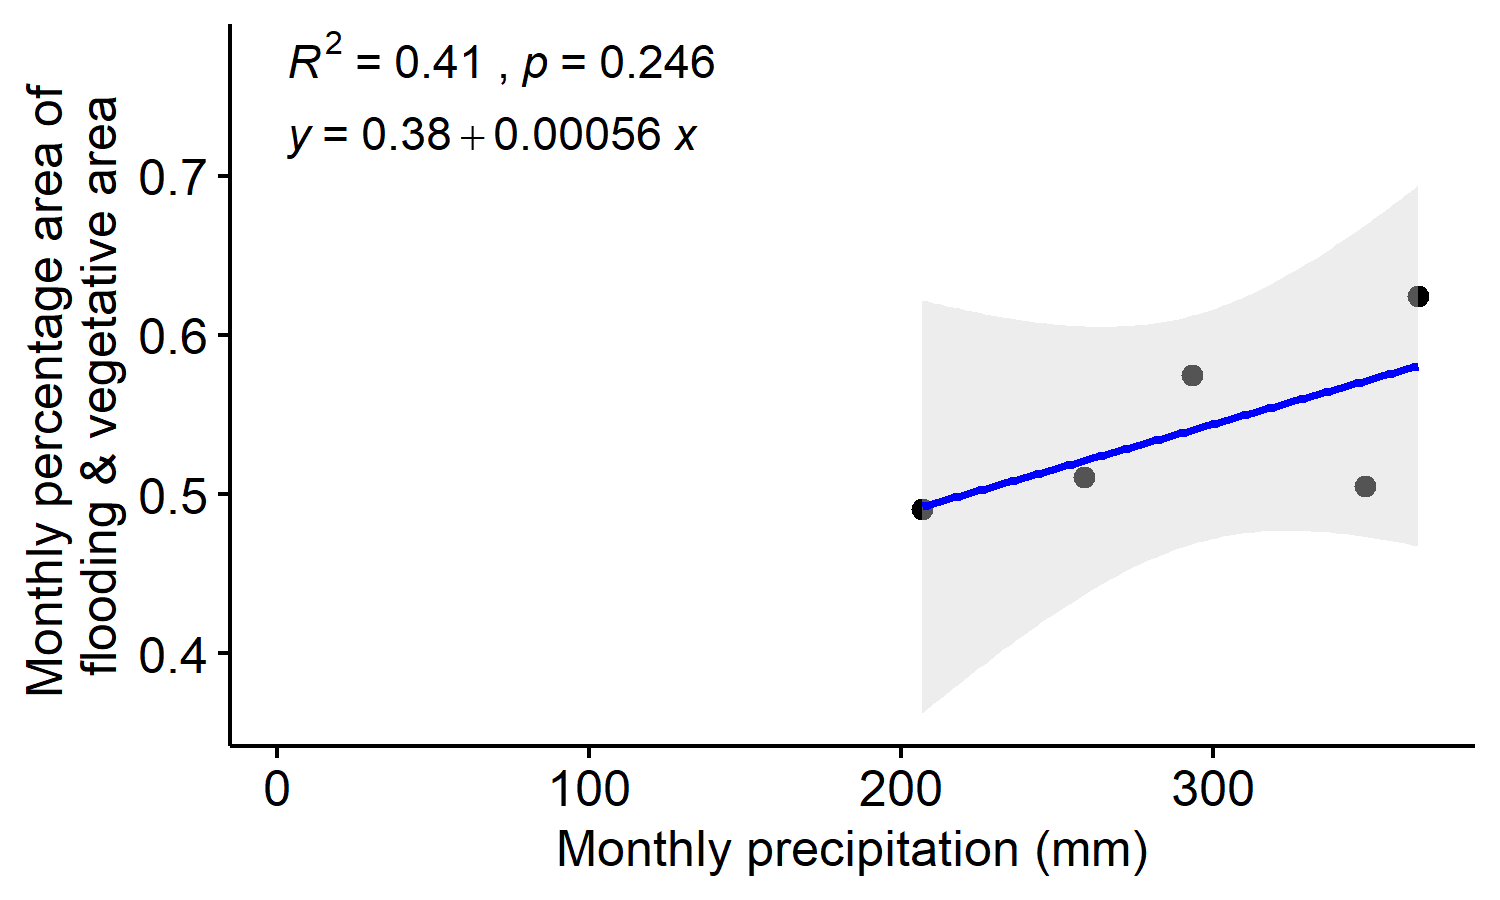 R² = 0.41 , p = 0.246
y = 0.38 + 0.00056 x
Monthly percentage area of
flooding & vegetative area
0.7
0.6
0.5
0.4
0
100
200
300
Monthly precipitation (mm)